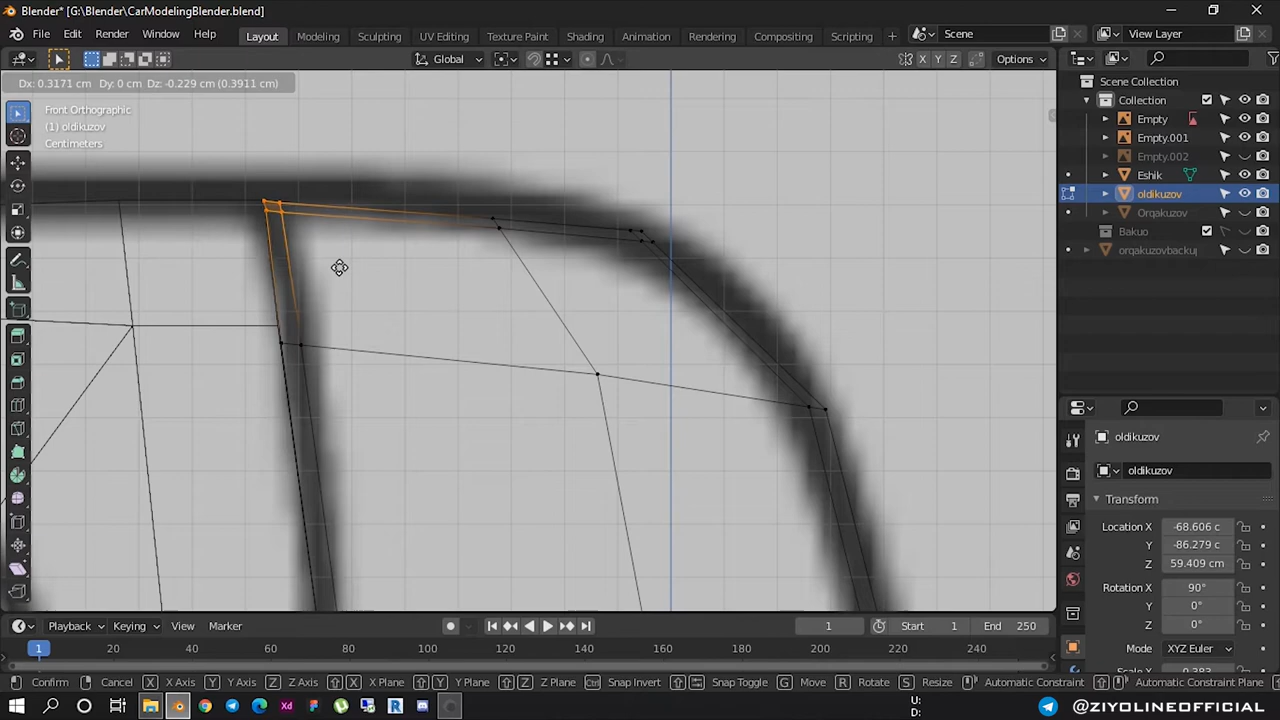 Blender* [G:\Blender\CarModelingBlender.blend]
File Edit Render Window Help Layout Modeling Sculpting UV Editing Texture Paint Shading Animation Rendering Compositing Scripting + Scene View Layer
Global X Y Z Options
Dx: 0.3171 cm Dy: 0 cm Dz: -0.229 cm (0.3911 cm)
Front Orthographic
(1) oldikuzov
Centimeters
Scene Collection
Collection
Empty
Empty.001
Empty.002
Eshik
oldikuzov
Orqakuzov
Bakuo
orqakuzovbackup
oldikuzov
oldikuzov
Transform
Location X -68.606 c
Y -86.279 c
Z 59.409 cm
Rotation X 90°
Y 0°
Z 0°
Mode XYZ Euler
Scale X 0.383
Playback Keying View Marker 1 Start 1 End 250
1 20 40 60 80 100 120 140 160 180 200 220 240
Confirm Cancel X X Axis Y Y Axis Z Z Axis X X Plane Y Y Plane Z Z Plane Ctrl Snap Invert Snap Toggle G Move R Rotate S Resize Automatic Constraint Automatic Constraint Plane
U:
D:
@ZIYOLINEOFFICIAL